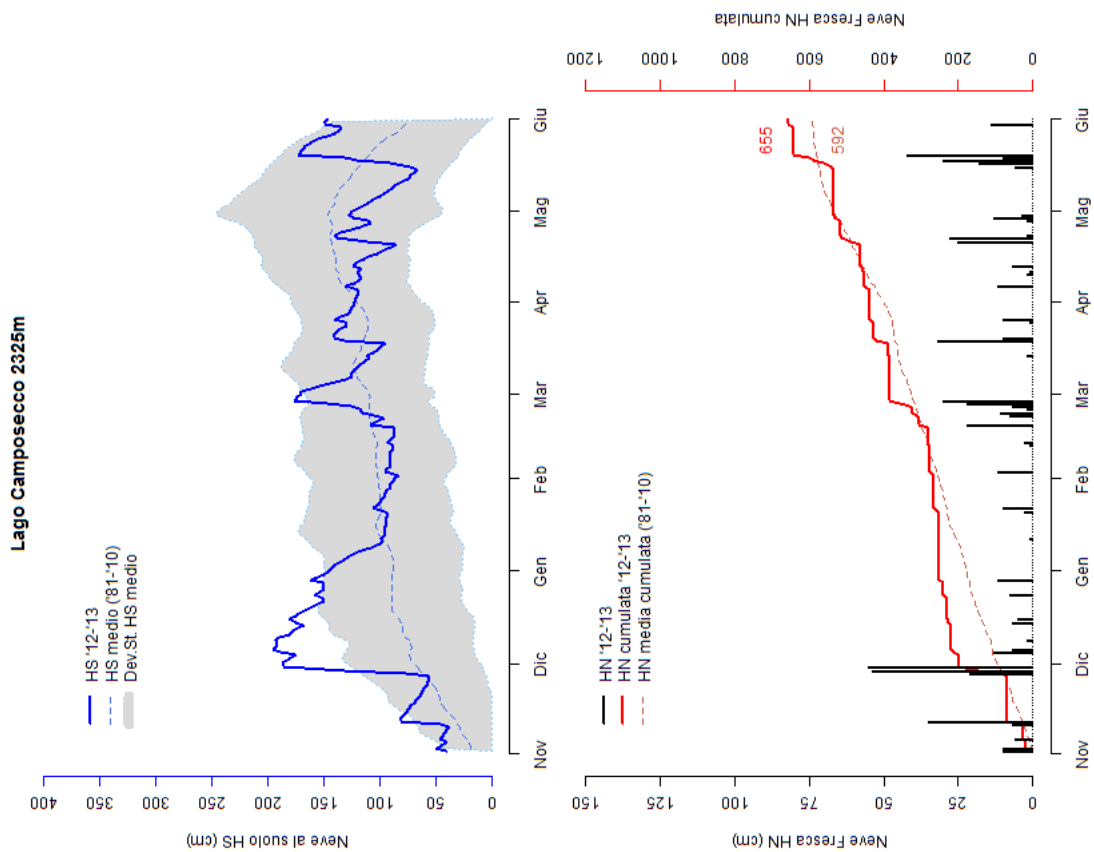 Lago Camposecco 2325m
Neve al suolo HS (cm)
400
350
300
250
200
150
100
50
0
HS '12-'13
HS medio ('81-'10)
Dev.St. HS medio
Nov
Dic
Gen
Feb
Mar
Apr
Mag
Giu
Neve Fresca HN (cm)
150
125
100
75
50
25
0
HN '12-'13
HN cumulata '12-'13
HN media cumulata ('81-'10)
655
592
Nov
Dic
Gen
Feb
Mar
Apr
Mag
Giu
1200
1000
800
600
400
200
0
Neve Fresca HN cumulata